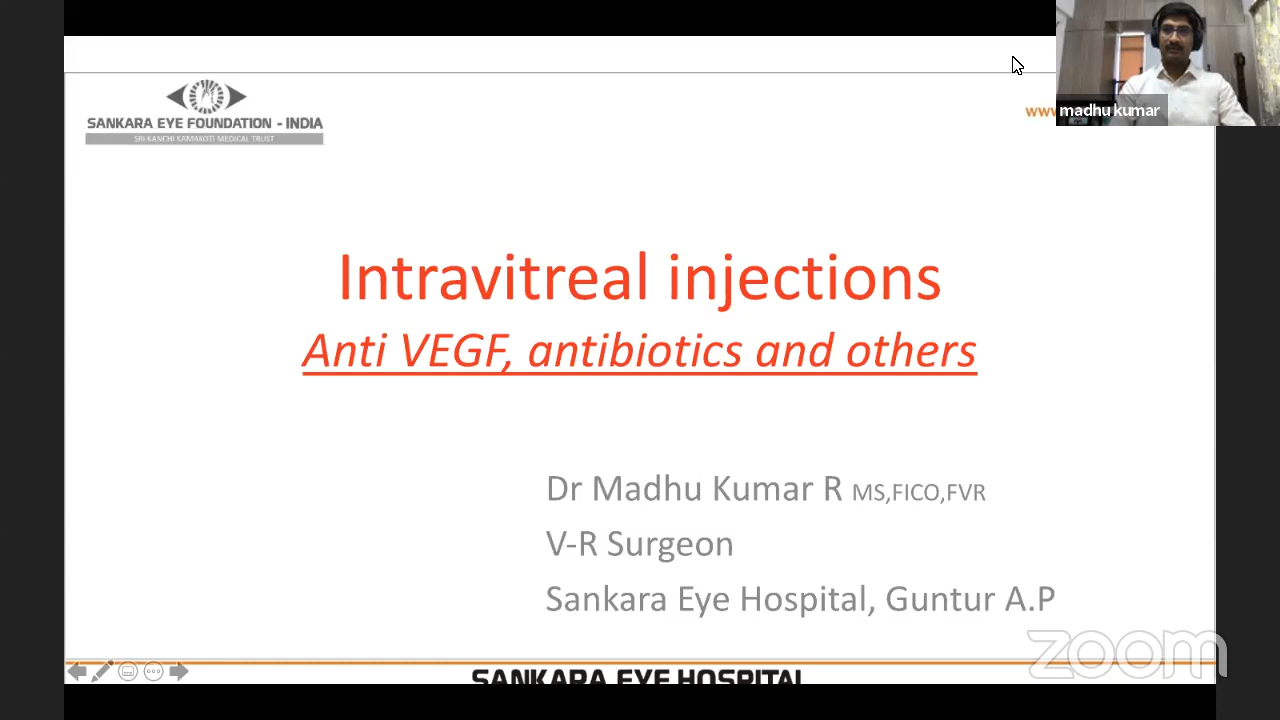 SANKARA EYE FOUNDATION - INDIA
SRI KANCHI KAMAKOTI MEDICAL TRUST
www
madhu kumar
Intravitreal injections
Anti VEGF, antibiotics and others
Dr Madhu Kumar R MS,FICO,FVR
V-R Surgeon
Sankara Eye Hospital, Guntur A.P
zoom
SANKARA EYE HOSPITAL